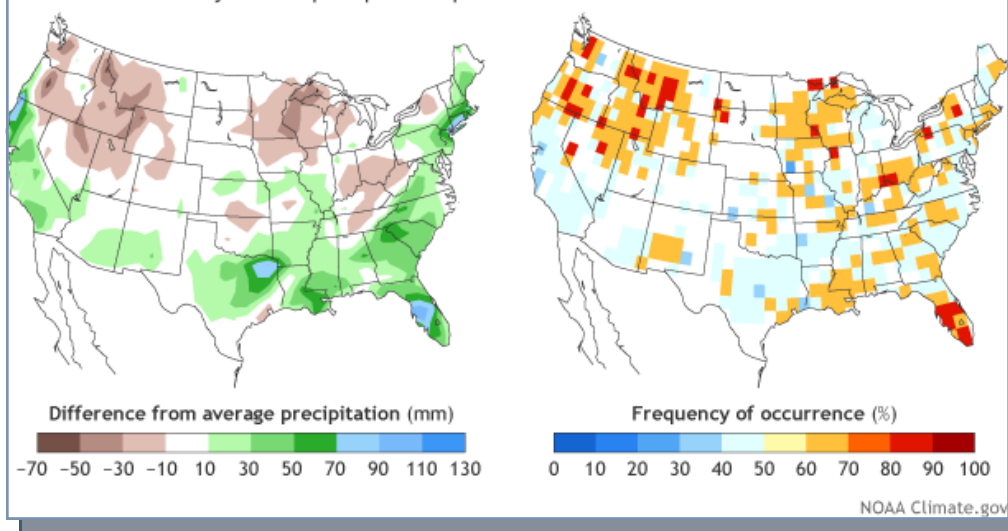 Difference from average precipitation (mm)
−70 −50 −30 −10 10 30 50 70 90 110 130
Frequency of occurrence (%)
0 10 20 30 40 50 60 70 80 90 100
NOAA Climate.gov